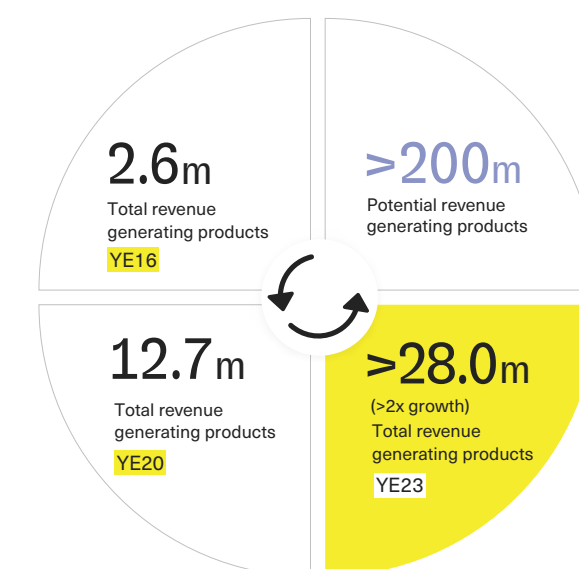 2.6m
Total revenue
generating products
YE16
>200m
Potential revenue
generating products
12.7m
Total revenue
generating products
YE20
>28.0m
(>2x growth)
Total revenue
generating products
YE23